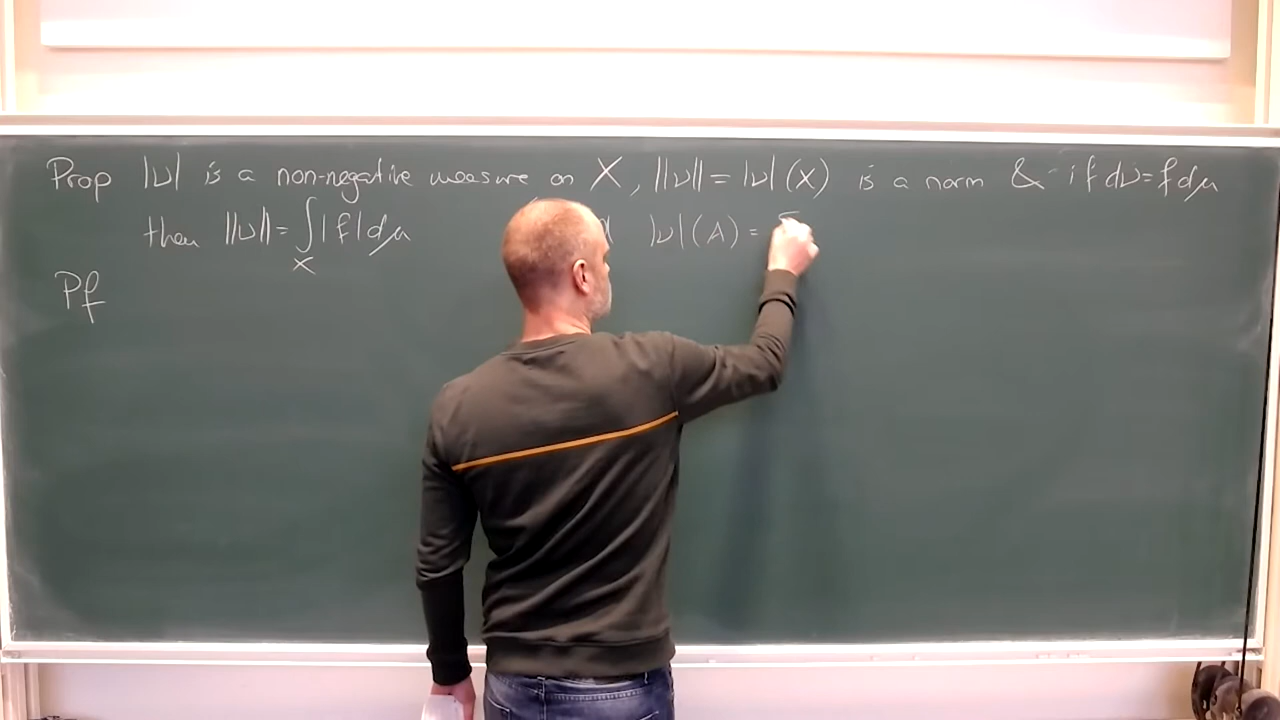 Prop |ν| is a non-negative measure on X, ||ν|| = |ν|(X) is a norm & if dν = f dμ
then ||ν|| = ∫_X |f| dμ |ν|(A) =
Pf